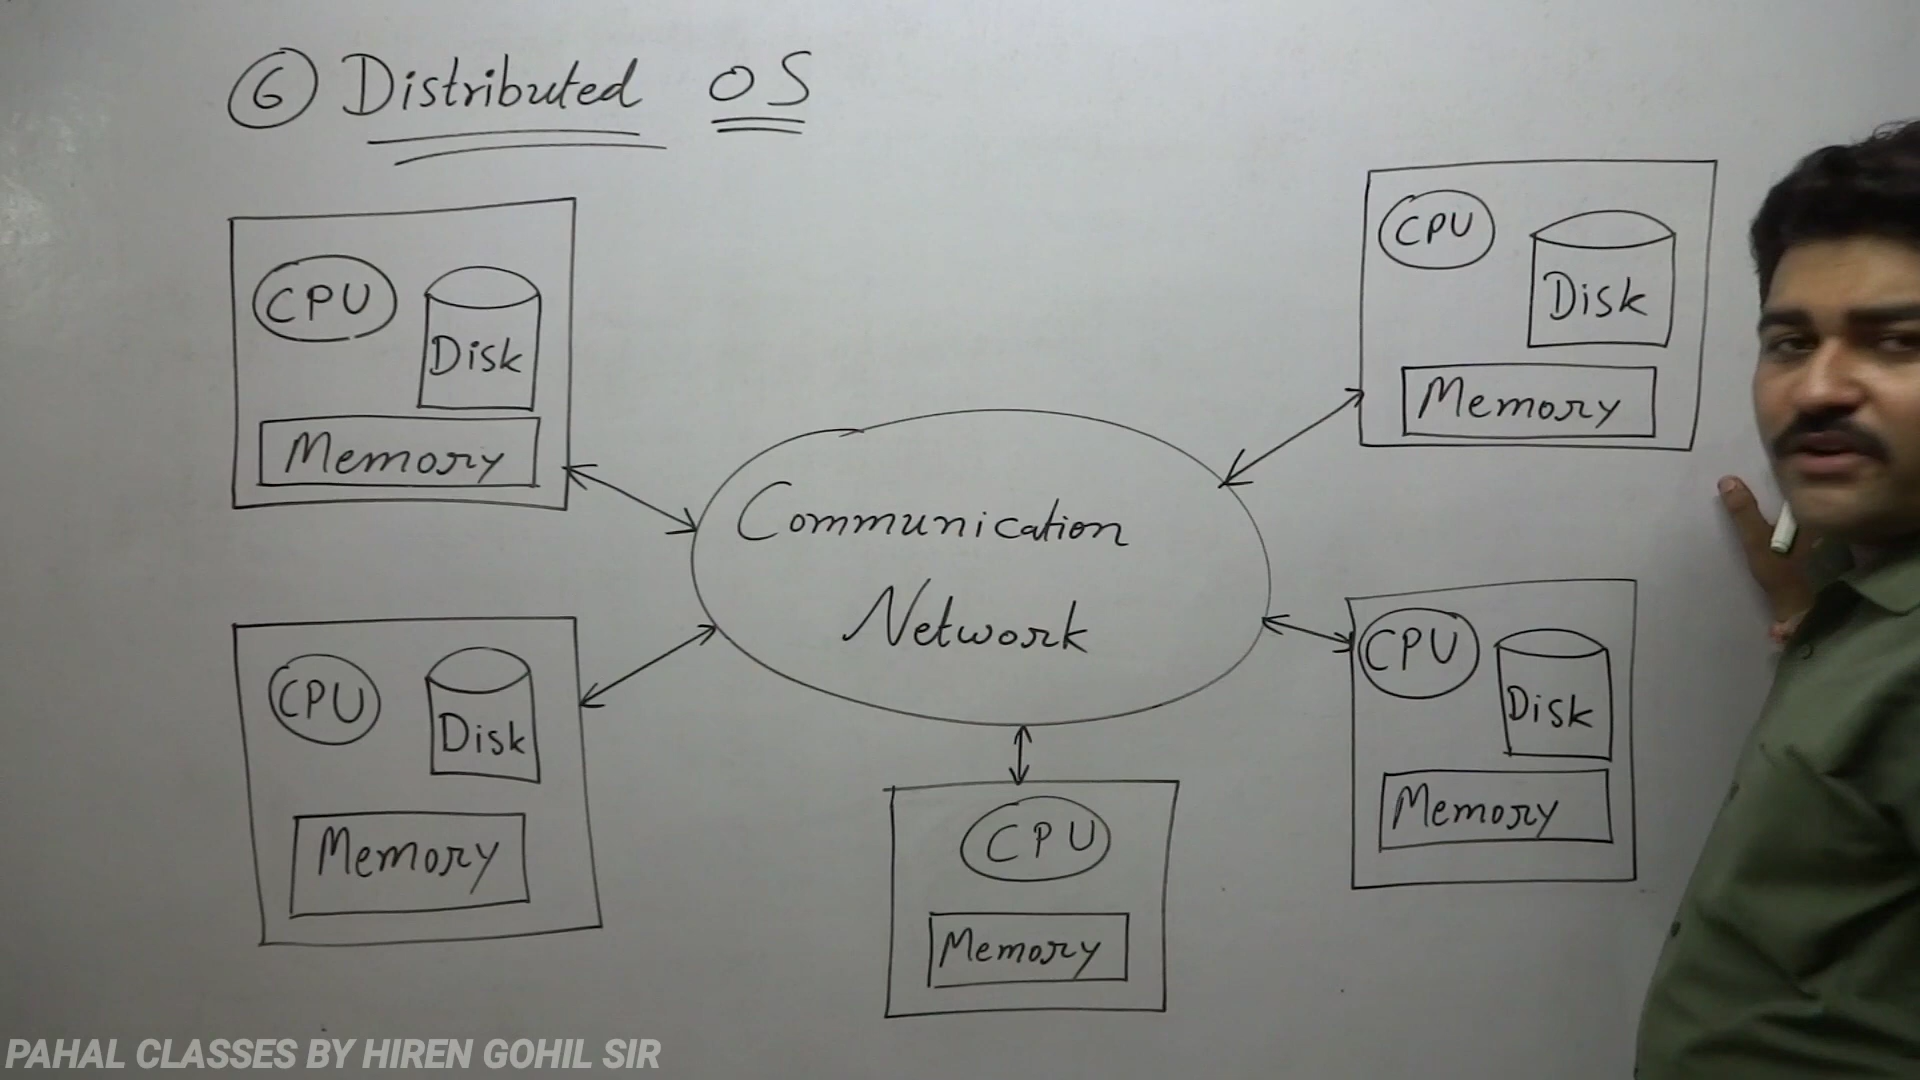 6 Distributed OS
CPU
Disk
Memory
CPU
Disk
Memory
Communication
Network
CPU
Disk
Memory
CPU
Disk
Memory
CPU
Memory
PAHAL CLASSES BY HIREN GOHIL SIR